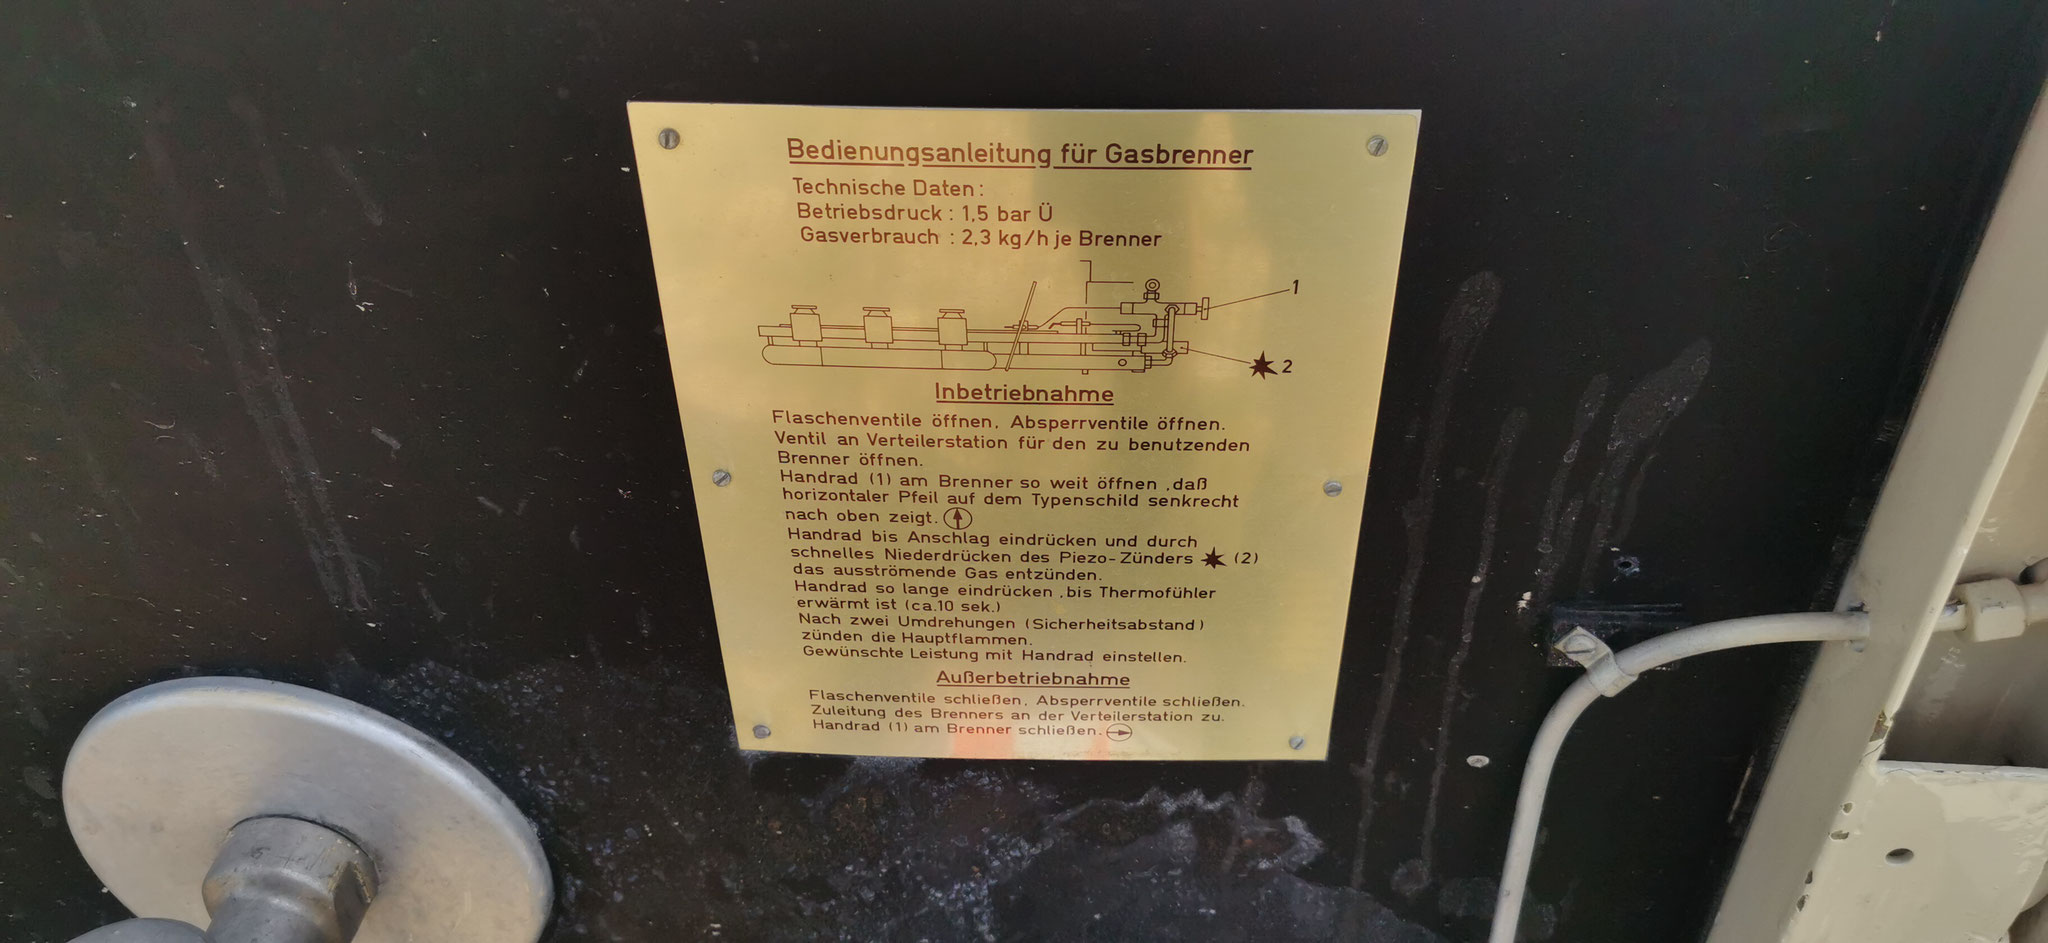 Bedienungsanleitung für Gasbrenner
Technische Daten :
Betriebsdruck : 1,5 bar Ü
Gasverbrauch : 2,3 kg/h je Brenner
1
2
Inbetriebnahme
Flaschenventile öffnen, Absperrventile öffnen.
Ventil an Verteilerstation für den zu benutzenden
Brenner öffnen.
Handrad (1) am Brenner so weit öffnen ,daß
horizontaler Pfeil auf dem Typenschild senkrecht
nach oben zeigt.
Handrad bis Anschlag eindrücken und durch
schnelles Niederdrücken des Piezo-Zünders (2)
das ausströmende Gas entzünden.
Handrad so lange eindrücken ,bis Thermofühler
erwärmt ist (ca.10 sek.)
Nach zwei Umdrehungen (Sicherheitsabstand)
zünden die Hauptflammen.
Gewünschte Leistung mit Handrad einstellen.
Außerbetriebnahme
Flaschenventile schließen, Absperrventile schließen.
Zuleitung des Brenners an der Verteilerstation zu.
Handrad (1) am Brenner schließen.